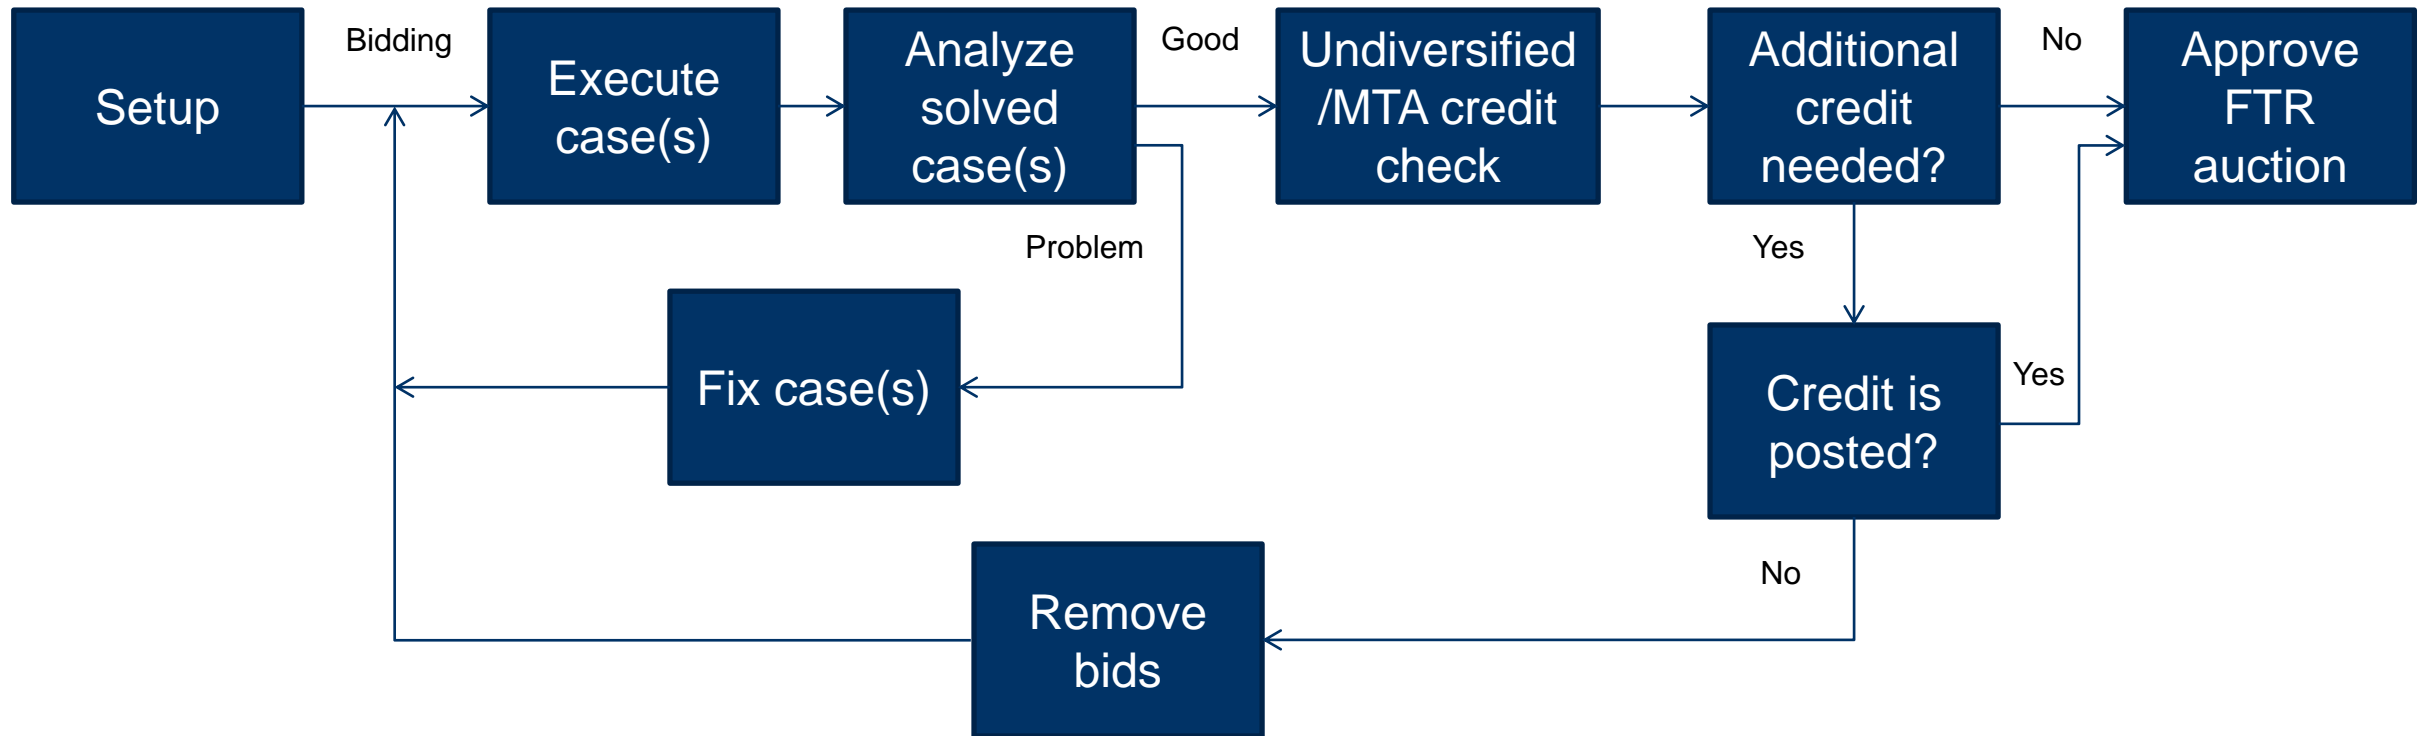 Setup
Bidding
Execute
case(s)
Analyze
solved
case(s)
Good
Undiversified
/MTA credit
check
Additional
credit
needed?
No
Approve
FTR
auction
Problem
Yes
Fix case(s)
Credit is
posted?
Yes
No
Remove
bids